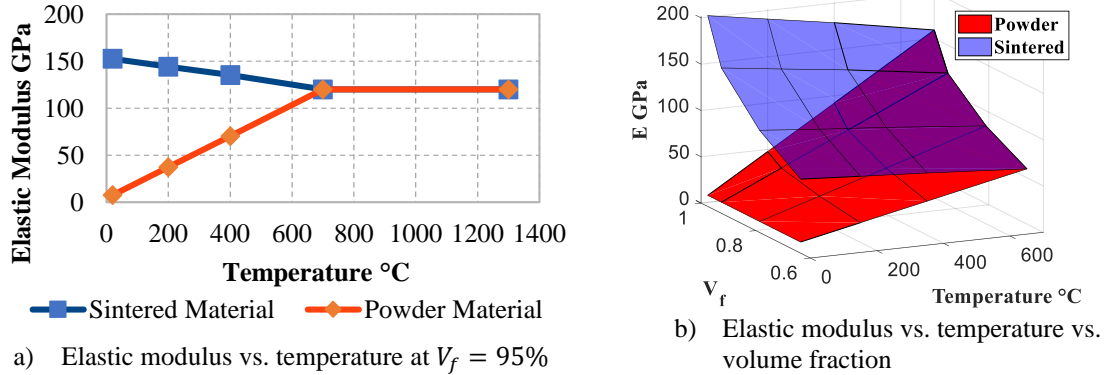 Elastic Modulus GPa
200
150
100
50
0
0 200 400 600 800 1000 1200 1400
Temperature °C
Sintered Material Powder Material
a) Elastic modulus vs. temperature at V_f = 95%
Powder
Sintered
E GPa
200
150
100
50
0
1
0.8
0.6
V_f
0
200
400
600
Temperature °C
b) Elastic modulus vs. temperature vs.
volume fraction